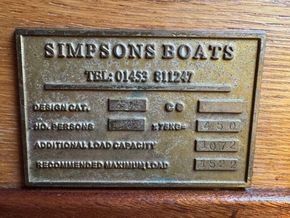 SIMPSONS BOATS
TEL: 01453 811247
DESIGN CAT. C B
NO. PERSONS X 75KG= 450
ADDITIONAL LOAD CAPACITY 1072
RECOMMENDED MAXIMUM LOAD 1522